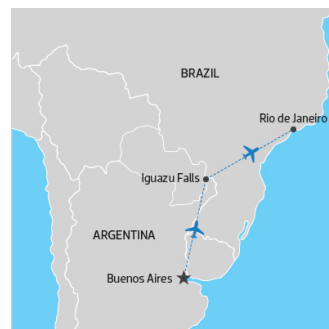 BRAZIL
Rio de Janeiro
Iguazu Falls
ARGENTINA
Buenos Aires